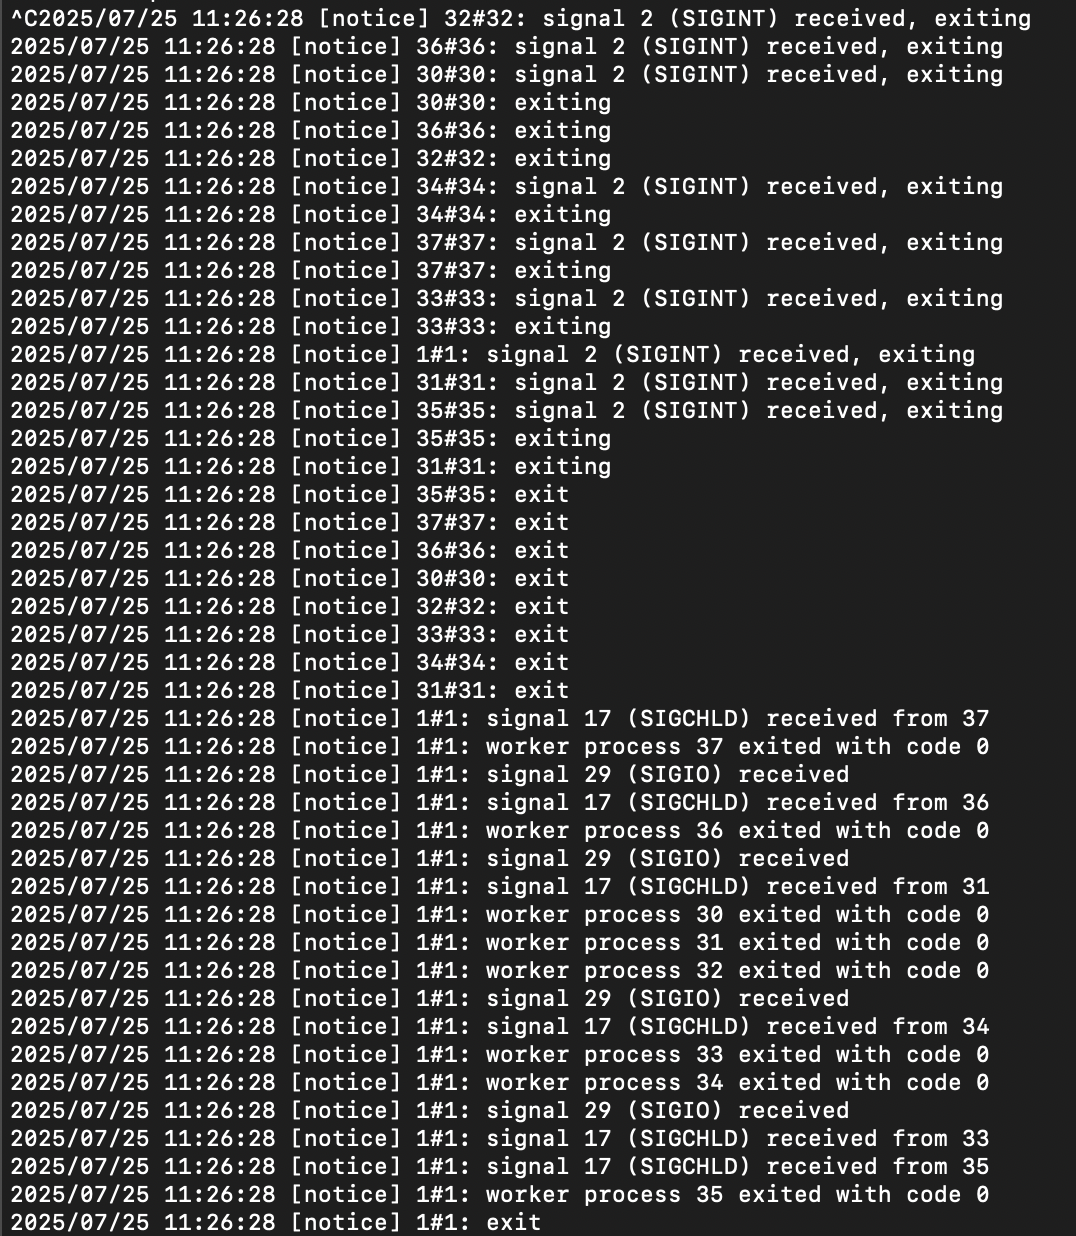 ^C2025/07/25 11:26:28 [notice] 32#32: signal 2 (SIGINT) received, exiting
2025/07/25 11:26:28 [notice] 36#36: signal 2 (SIGINT) received, exiting
2025/07/25 11:26:28 [notice] 30#30: signal 2 (SIGINT) received, exiting
2025/07/25 11:26:28 [notice] 30#30: exiting
2025/07/25 11:26:28 [notice] 36#36: exiting
2025/07/25 11:26:28 [notice] 32#32: exiting
2025/07/25 11:26:28 [notice] 34#34: signal 2 (SIGINT) received, exiting
2025/07/25 11:26:28 [notice] 34#34: exiting
2025/07/25 11:26:28 [notice] 37#37: signal 2 (SIGINT) received, exiting
2025/07/25 11:26:28 [notice] 37#37: exiting
2025/07/25 11:26:28 [notice] 33#33: signal 2 (SIGINT) received, exiting
2025/07/25 11:26:28 [notice] 33#33: exiting
2025/07/25 11:26:28 [notice] 1#1: signal 2 (SIGINT) received, exiting
2025/07/25 11:26:28 [notice] 31#31: signal 2 (SIGINT) received, exiting
2025/07/25 11:26:28 [notice] 35#35: signal 2 (SIGINT) received, exiting
2025/07/25 11:26:28 [notice] 35#35: exiting
2025/07/25 11:26:28 [notice] 31#31: exiting
2025/07/25 11:26:28 [notice] 35#35: exit
2025/07/25 11:26:28 [notice] 37#37: exit
2025/07/25 11:26:28 [notice] 36#36: exit
2025/07/25 11:26:28 [notice] 30#30: exit
2025/07/25 11:26:28 [notice] 32#32: exit
2025/07/25 11:26:28 [notice] 33#33: exit
2025/07/25 11:26:28 [notice] 34#34: exit
2025/07/25 11:26:28 [notice] 31#31: exit
2025/07/25 11:26:28 [notice] 1#1: signal 17 (SIGCHLD) received from 37
2025/07/25 11:26:28 [notice] 1#1: worker process 37 exited with code 0
2025/07/25 11:26:28 [notice] 1#1: signal 29 (SIGIO) received
2025/07/25 11:26:28 [notice] 1#1: signal 17 (SIGCHLD) received from 36
2025/07/25 11:26:28 [notice] 1#1: worker process 36 exited with code 0
2025/07/25 11:26:28 [notice] 1#1: signal 29 (SIGIO) received
2025/07/25 11:26:28 [notice] 1#1: signal 17 (SIGCHLD) received from 31
2025/07/25 11:26:28 [notice] 1#1: worker process 30 exited with code 0
2025/07/25 11:26:28 [notice] 1#1: worker process 31 exited with code 0
2025/07/25 11:26:28 [notice] 1#1: worker process 32 exited with code 0
2025/07/25 11:26:28 [notice] 1#1: signal 29 (SIGIO) received
2025/07/25 11:26:28 [notice] 1#1: signal 17 (SIGCHLD) received from 34
2025/07/25 11:26:28 [notice] 1#1: worker process 33 exited with code 0
2025/07/25 11:26:28 [notice] 1#1: worker process 34 exited with code 0
2025/07/25 11:26:28 [notice] 1#1: signal 29 (SIGIO) received
2025/07/25 11:26:28 [notice] 1#1: signal 17 (SIGCHLD) received from 33
2025/07/25 11:26:28 [notice] 1#1: signal 17 (SIGCHLD) received from 35
2025/07/25 11:26:28 [notice] 1#1: worker process 35 exited with code 0
2025/07/25 11:26:28 [notice] 1#1: exit